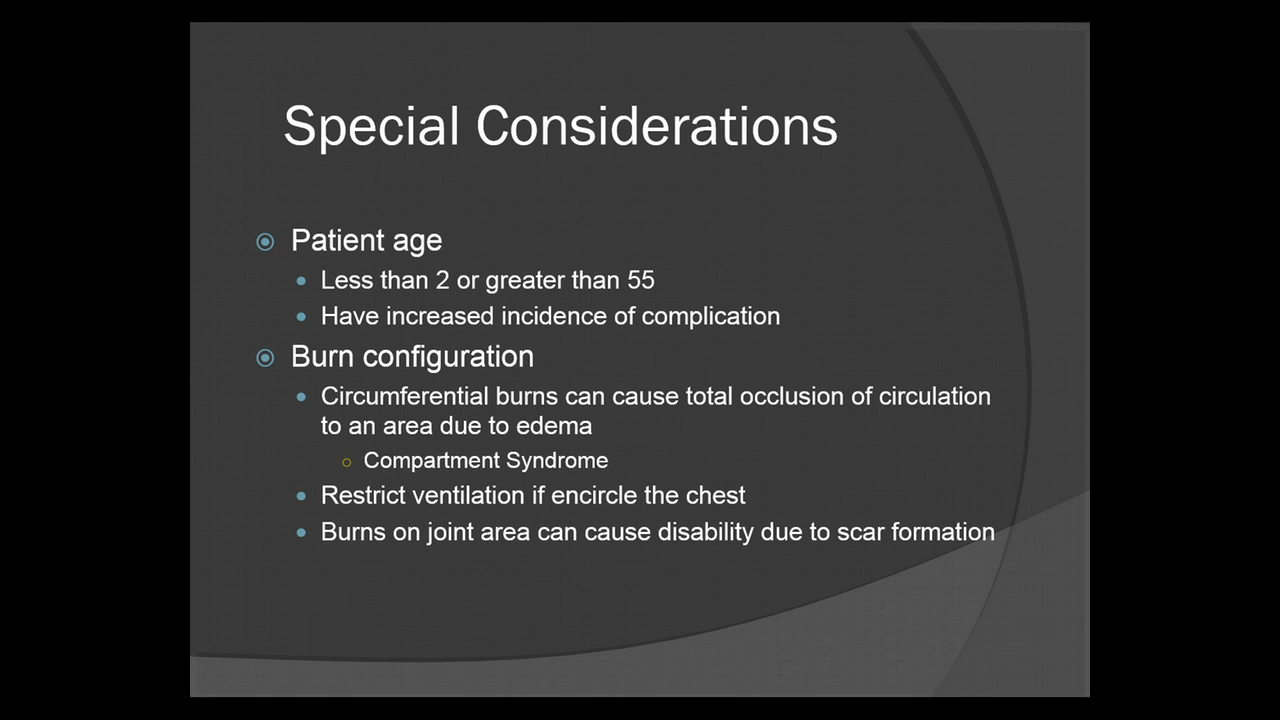 Special Considerations
Patient age
Less than 2 or greater than 55
Have increased incidence of complication
Burn configuration
Circumferential burns can cause total occlusion of circulation
to an area due to edema
Compartment Syndrome
Restrict ventilation if encircle the chest
Burns on joint area can cause disability due to scar formation